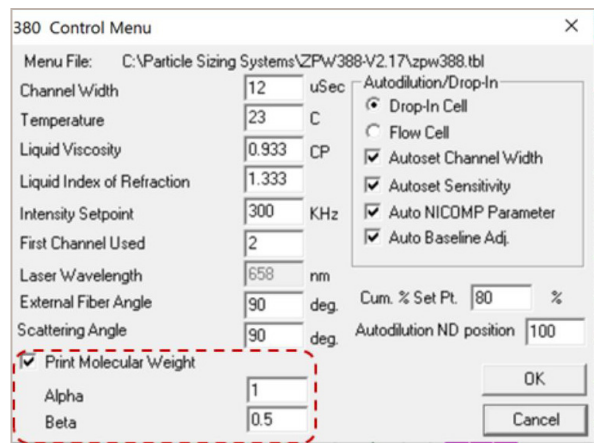 380 Control Menu
Menu File: C:\Particle Sizing Systems\ZPW388-V2.17\zpw388.tbl
Channel Width 12 uSec
Temperature 23 C
Liquid Viscosity 0.933 CP
Liquid Index of Refraction 1.333
Intensity Setpoint 300 KHz
First Channel Used 2
Laser Wavelength 658 nm
External Fiber Angle 90 deg.
Scattering Angle 90 deg.
Print Molecular Weight
Alpha 1
Beta 0.5
Autodilution/Drop-In
Drop-In Cell
Flow Cell
Autoset Channel Width
Autoset Sensitivity
Auto NICOMP Parameter
Auto Baseline Adj.
Cum. % Set Pt. 80 %
Autodilution ND position 100
OK
Cancel